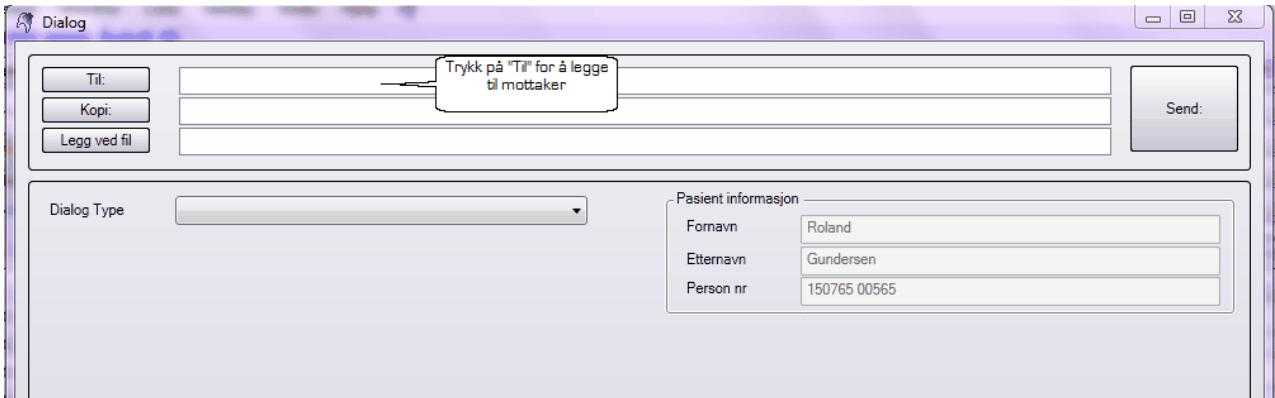 Dialog
Til:
Trykk på "Til" for å legge
til mottaker
Kopi:
Legg ved fil
Send:
Dialog Type
Pasient informasjon
Fornavn
Roland
Etternavn
Gundersen
Person nr
150765 00565